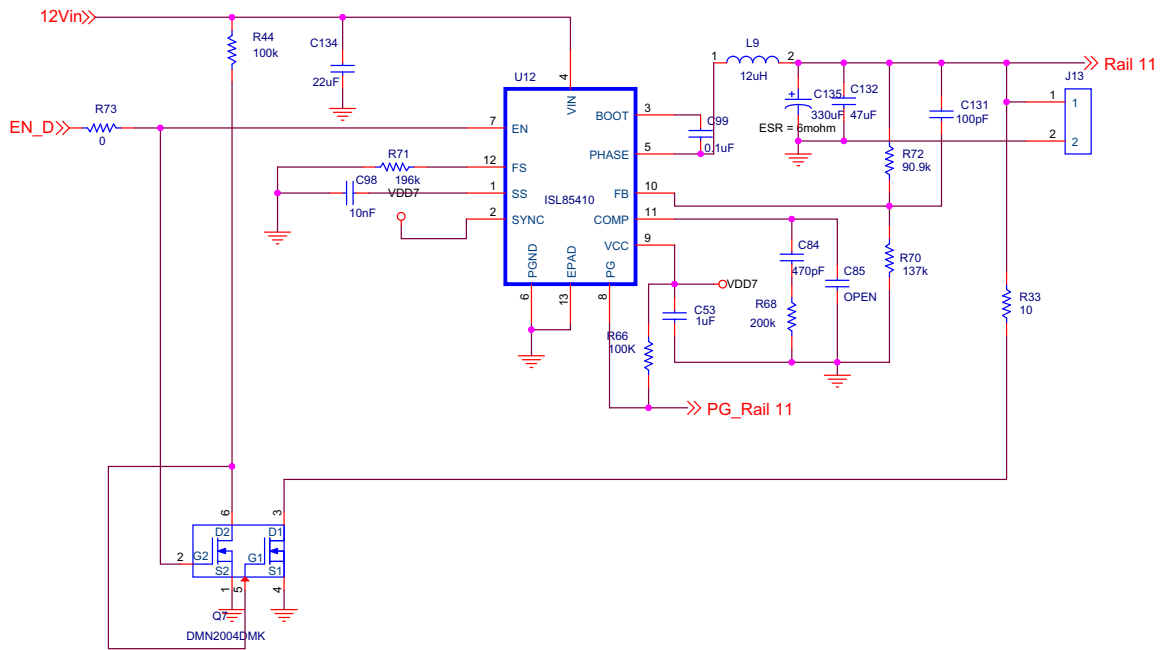 12Vin
R44
100k
C134
22uF
U12
4
VIN
L9
1
2
12uH
Rail 11
J13
1
1
2
2
C135
330uF
ESR = 6mohm
C132
47uF
C131
100pF
R73
EN_D
0
7
EN
BOOT
3
C99
0.1uF
PHASE
5
R71
196k
12
FS
C98
10nF
VDD7
1
SS
2
SYNC
ISL85410
FB
10
COMP
11
VCC
9
R72
90.9k
PGND
EPAD
PG
6
13
8
C84
470pF
C85
OPEN
R70
137k
VDD7
C53
1uF
R68
200k
R33
10
R66
100K
PG_Rail 11
6
3
D2
D1
2
G2
G1
S2
S1
1
5
4
Q7
DMN2004DMK